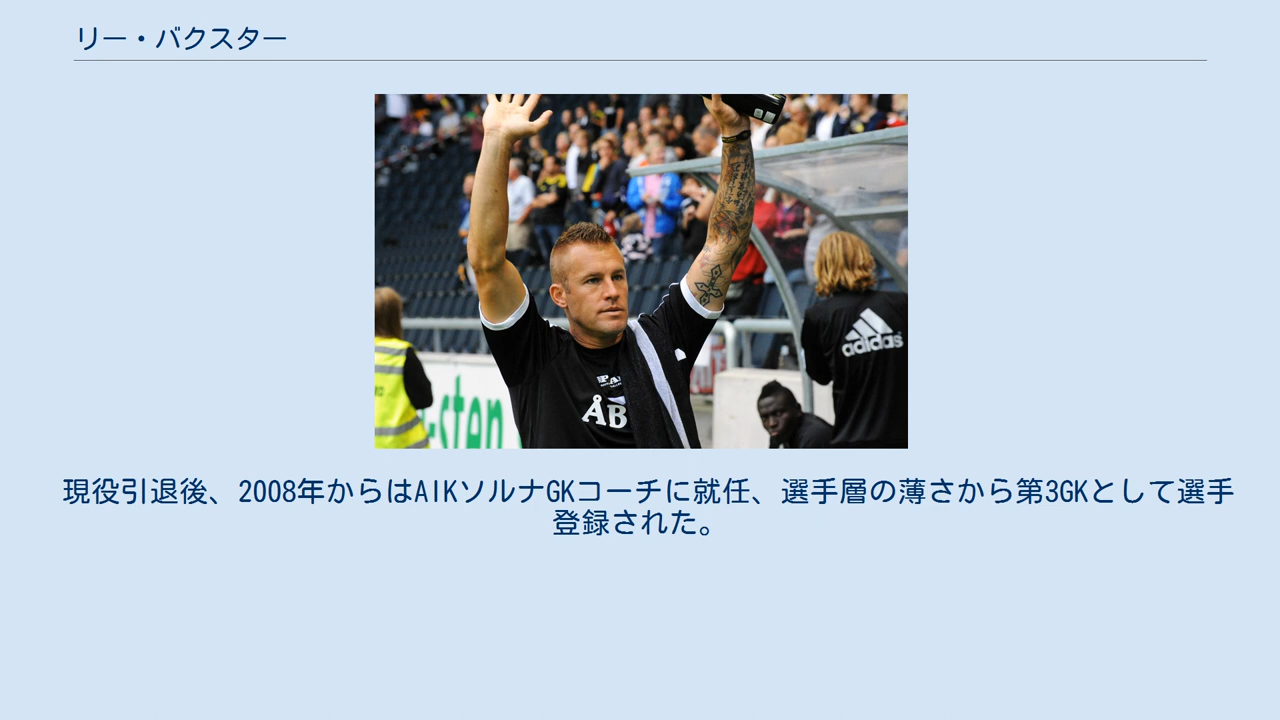 リー・バクスター
ÅB
adidas
-sten
現役引退後、2008年からはAIKソルナGKコーチに就任、選手層の薄さから第3GKとして選手
登録された。